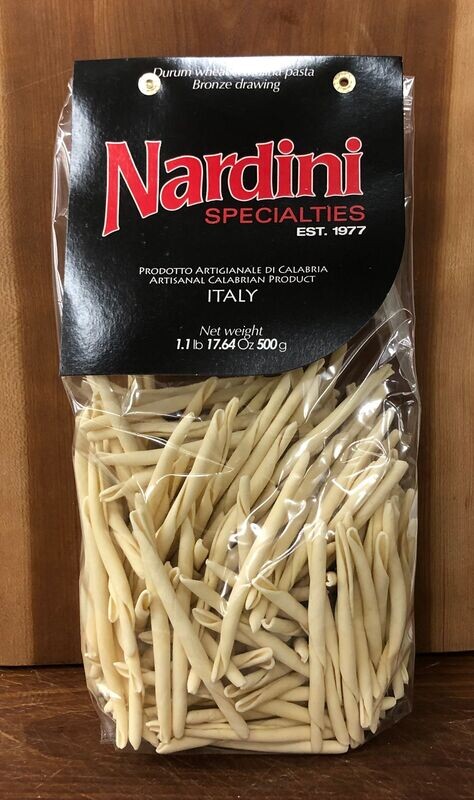 Durum wheat semolina pasta
Bronze drawing
Nardini
SPECIALTIES
EST. 1977
PRODOTTO ARTIGIANALE DI CALABRIA
ARTISANAL CALABRIAN PRODUCT
ITALY
Net weight
1.1 lb 17.64 Oz 500 g